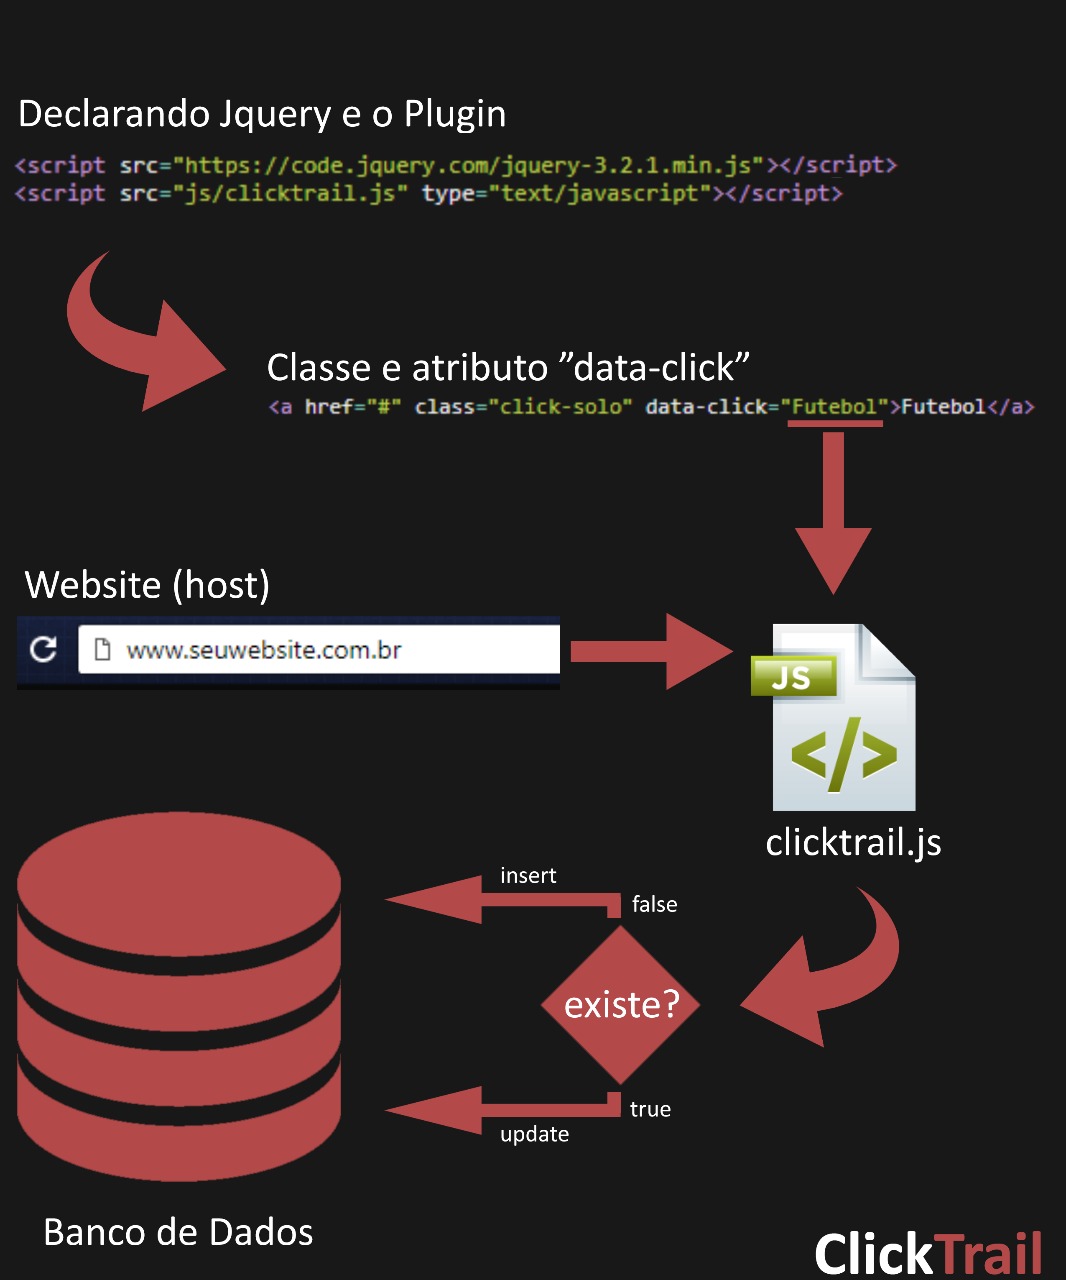 Declarando Jquery e o Plugin
<script src="https://code.jquery.com/jquery-3.2.1.min.js"></script>
<script src="js/clicktrail.js" type="text/javascript"></script>
Classe e atributo ”data-click”
<a href="#" class="click-solo" data-click="Futebol">Futebol</a>
Website (host)
www.seuwebsite.com.br
JS
</>
clicktrail.js
insert
false
existe?
true
update
Banco de Dados
ClickTrail